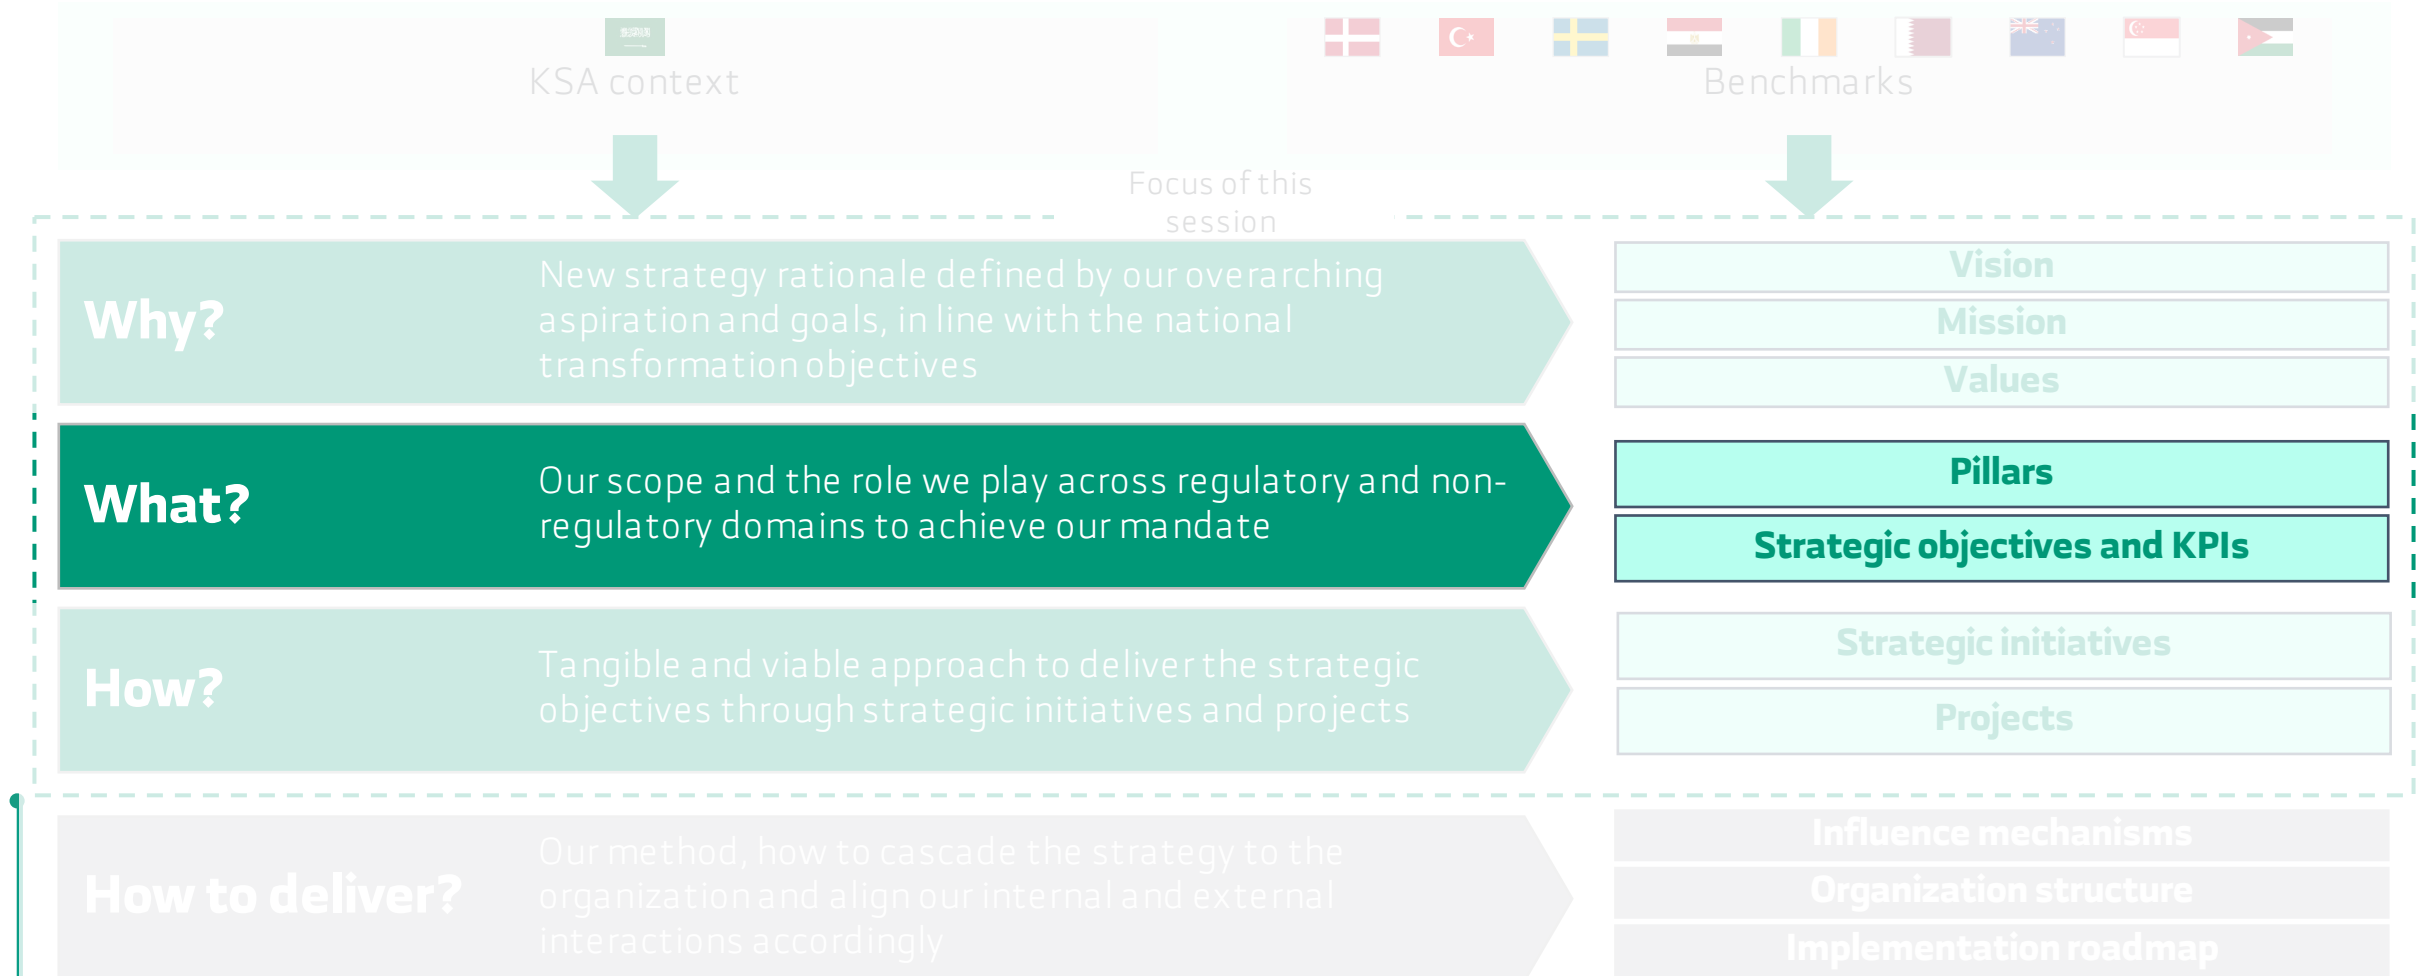 KSA context
Benchmarks
Focus of this
session
Why?
New strategy rationale defined by our overarching
aspiration and goals, in line with the national
transformation objectives
Vision
Mission
Values
What?
Our scope and the role we play across regulatory and non-
regulatory domains to achieve our mandate
Pillars
Strategic objectives and KPIs
How?
Tangible and viable approach to deliver the strategic
objectives through strategic initiatives and projects
Strategic initiatives
Projects
How to deliver?
Our method, how to cascade the strategy to the
organization and align our internal and external
interactions accordingly
Influence mechanisms
Organization structure
Implementation roadmap